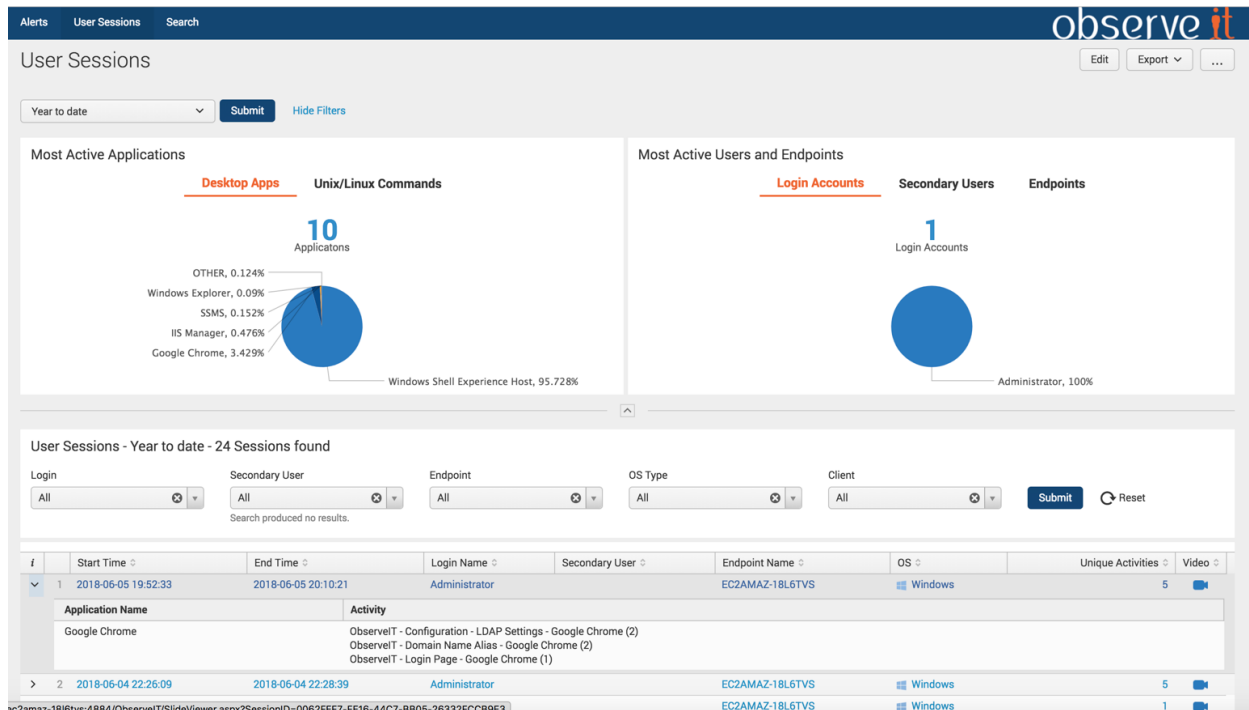 Alerts User Sessions Search observe it
User Sessions Edit Export ...
Year to date Submit Hide Filters
Most Active Applications
Desktop Apps Unix/Linux Commands
10
Applicatons
OTHER, 0.124%
Windows Explorer, 0.09%
SSMS, 0.152%
IIS Manager, 0.476%
Google Chrome, 3.429%
Windows Shell Experience Host, 95.728%
Most Active Users and Endpoints
Login Accounts Secondary Users Endpoints
1
Login Accounts
Administrator, 100%
User Sessions - Year to date - 24 Sessions found
Login Secondary User Endpoint OS Type Client
All All All All All Submit Reset
Search produced no results.
i Start Time End Time Login Name Secondary User Endpoint Name OS Unique Activities Video
1 2018-06-05 19:52:33 2018-06-05 20:10:21 Administrator EC2AMAZ-18L6TVS Windows 5
Application Name Activity
Google Chrome ObserveIT - Configuration - LDAP Settings - Google Chrome (2)
ObserveIT - Domain Name Alias - Google Chrome (2)
ObserveIT - Login Page - Google Chrome (1)
2 2018-06-04 22:26:09 2018-06-04 22:28:39 Administrator EC2AMAZ-18L6TVS Windows 5
EC2AMAZ-18L6TVS Windows 1